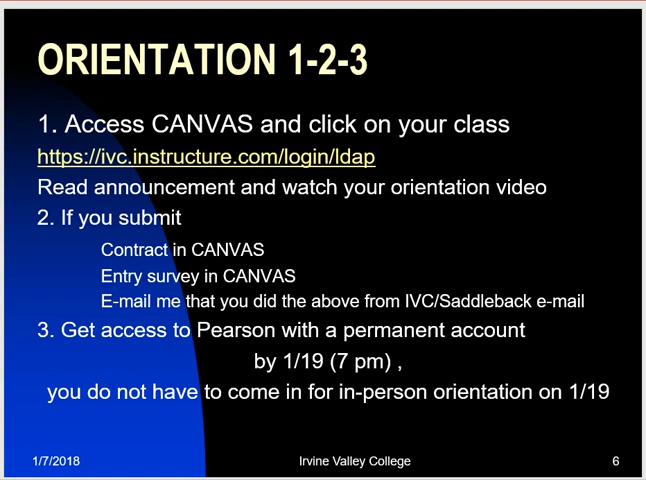 ORIENTATION 1-2-3
1. Access CANVAS and click on your class
https://ivc.instructure.com/login/ldap
Read announcement and watch your orientation video
2. If you submit
Contract in CANVAS
Entry survey in CANVAS
E-mail me that you did the above from IVC/Saddleback e-mail
3. Get access to Pearson with a permanent account
by 1/19 (7 pm) ,
you do not have to come in for in-person orientation on 1/19
1/7/2018 Irvine Valley College 6